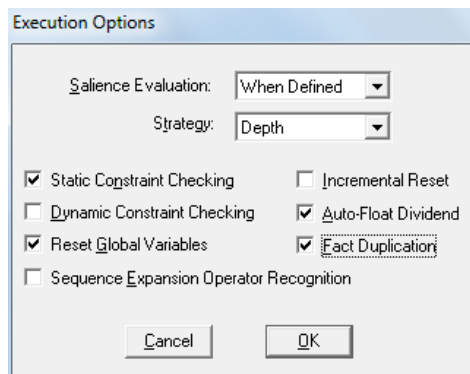 Execution Options
Salience Evaluation: When Defined
Strategy: Depth
Static Constraint Checking Incremental Reset
Dynamic Constraint Checking Auto-Float Dividend
Reset Global Variables Fact Duplication
Sequence Expansion Operator Recognition
Cancel OK